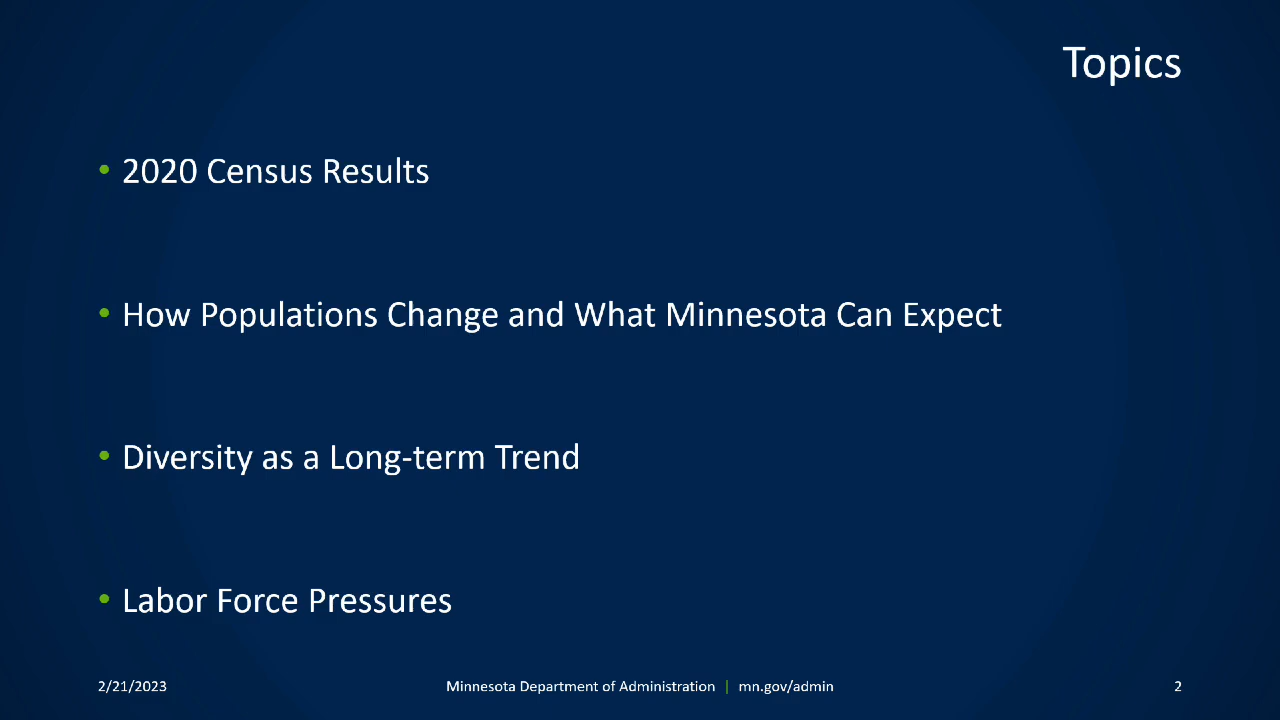 Topics
• 2020 Census Results
• How Populations Change and What Minnesota Can Expect
• Diversity as a Long-term Trend
• Labor Force Pressures
2/21/2023 Minnesota Department of Administration | mn.gov/admin 2